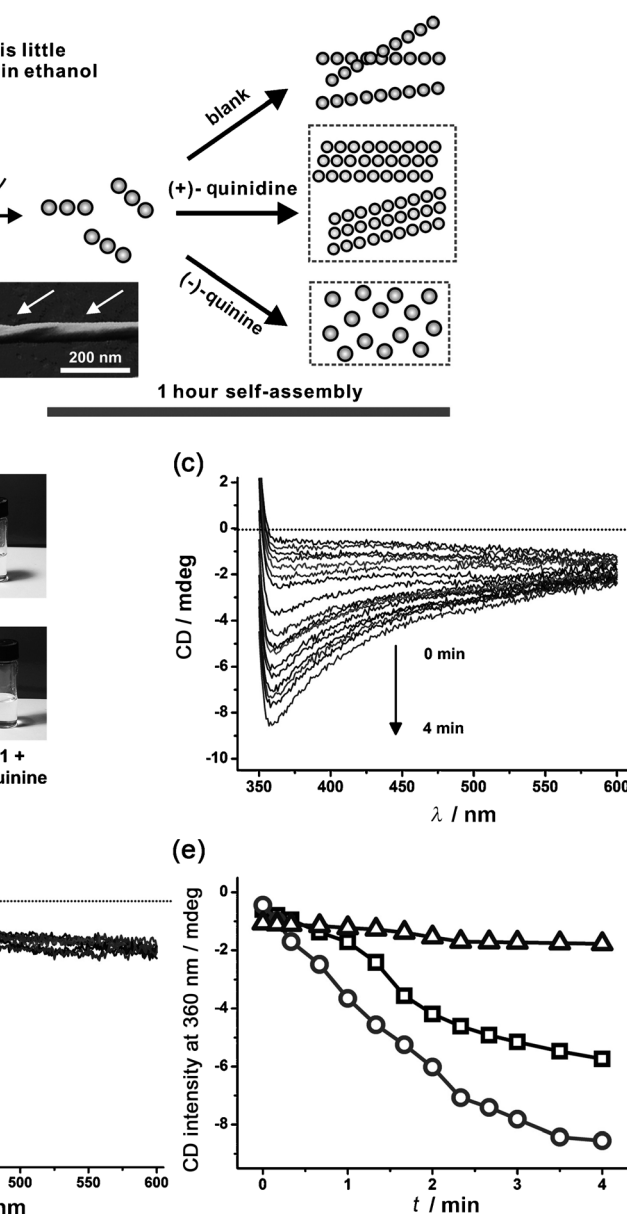 is little
in ethanol
blank
(+)- quinidine
(-)-quinine
200 nm
1 hour self-assembly
(c)
2
0
-2
-4
-6
-8
-10
CD / mdeg
0 min
4 min
350 400 450 500 550 600
λ / nm
1 +
uinine
500 550 600
nm
(e)
0
-2
-4
-6
-8
CD intensity at 360 nm / mdeg
0 1 2 3 4
t / min